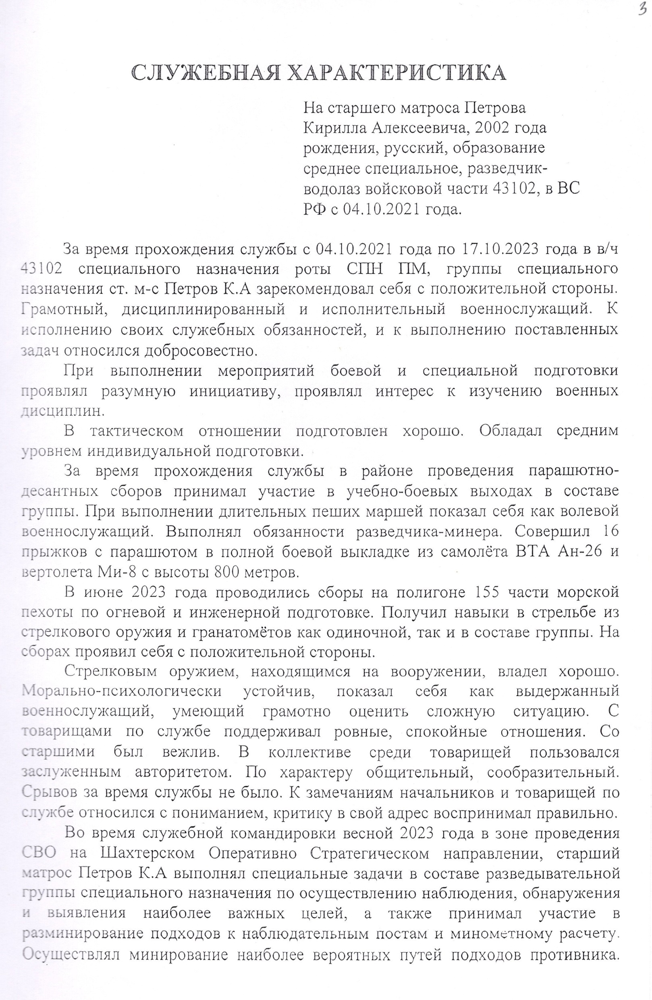 3
СЛУЖЕБНАЯ ХАРАКТЕРИСТИКА
На старшего матроса Петрова
Кирилла Алексеевича, 2002 года
рождения, русский, образование
среднее специальное, разведчик-
водолаз войсковой части 43102, в ВС
РФ с 04.10.2021 года.
За время прохождения службы с 04.10.2021 года по 17.10.2023 года в в/ч
43102 специального назначения роты СПН ПМ, группы специального
назначения ст. м-с Петров К.А зарекомендовал себя с положительной стороны.
Грамотный, дисциплинированный и исполнительный военнослужащий. К
исполнению своих служебных обязанностей, и к выполнению поставленных
задач относился добросовестно.
При выполнении мероприятий боевой и специальной подготовки
проявлял разумную инициативу, проявлял интерес к изучению военных
дисциплин.
В тактическом отношении подготовлен хорошо. Обладал средним
уровнем индивидуальной подготовки.
За время прохождения службы в районе проведения парашютно-
десантных сборов принимал участие в учебно-боевых выходах в составе
группы. При выполнении длительных пеших маршей показал себя как волевой
военнослужащий. Выполнял обязанности разведчика-минера. Совершил 16
прыжков с парашютом в полной боевой выкладке из самолёта ВТА Ан-26 и
вертолета Ми-8 с высоты 800 метров.
В июне 2023 года проводились сборы на полигоне 155 части морской
пехоты по огневой и инженерной подготовке. Получил навыки в стрельбе из
стрелкового оружия и гранатомётов как одиночной, так и в составе группы. На
сборах проявил себя с положительной стороны.
Стрелковым оружием, находящимся на вооружении, владел хорошо.
Морально-психологически устойчив, показал себя как выдержанный
военнослужащий, умеющий грамотно оценить сложную ситуацию. С
товарищами по службе поддерживал ровные, спокойные отношения. Со
старшими был вежлив. В коллективе среди товарищей пользовался
заслуженным авторитетом. По характеру общительный, сообразительный.
Срывов за время службы не было. К замечаниям начальников и товарищей по
службе относился с пониманием, критику в свой адрес воспринимал правильно.
Во время служебной командировки весной 2023 года в зоне проведения
СВО на Шахтерском Оперативно Стратегическом направлении, старший
матрос Петров К.А выполнял специальные задачи в составе разведывательной
группы специального назначения по осуществлению наблюдения, обнаружения
и выявления наиболее важных целей, а также принимал участие в
разминирование подходов к наблюдательным постам и минометному расчету.
Осуществлял минирование наиболее вероятных путей подходов противника.